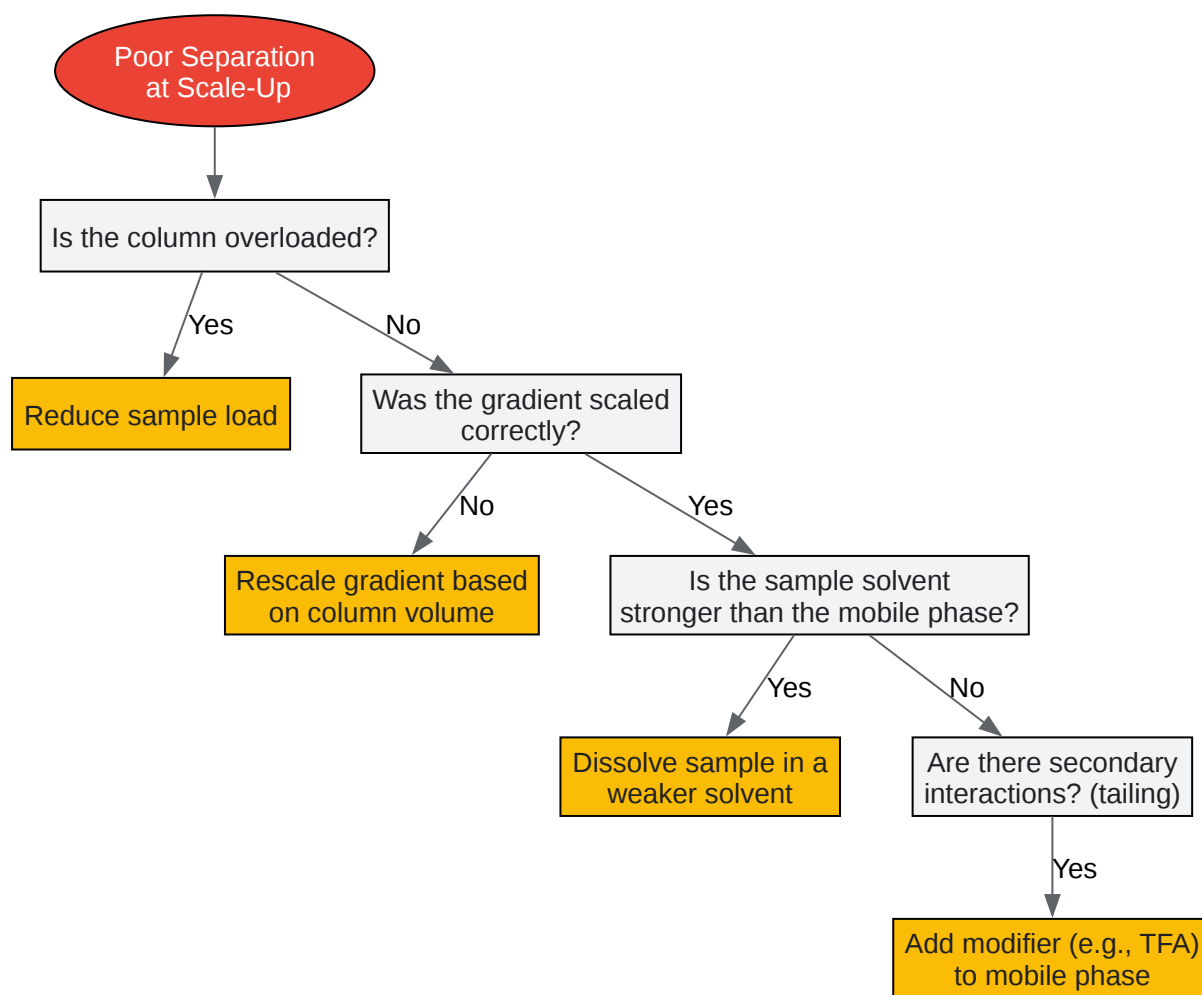 Poor Separation
at Scale-Up
Is the column overloaded?
Yes
No
Reduce sample load
Was the gradient scaled
correctly?
No
Yes
Rescale gradient based
on column volume
Is the sample solvent
stronger than the mobile phase?
Yes
No
Dissolve sample in a
weaker solvent
Are there secondary
interactions? (tailing)
Yes
Add modifier (e.g., TFA)
to mobile phase